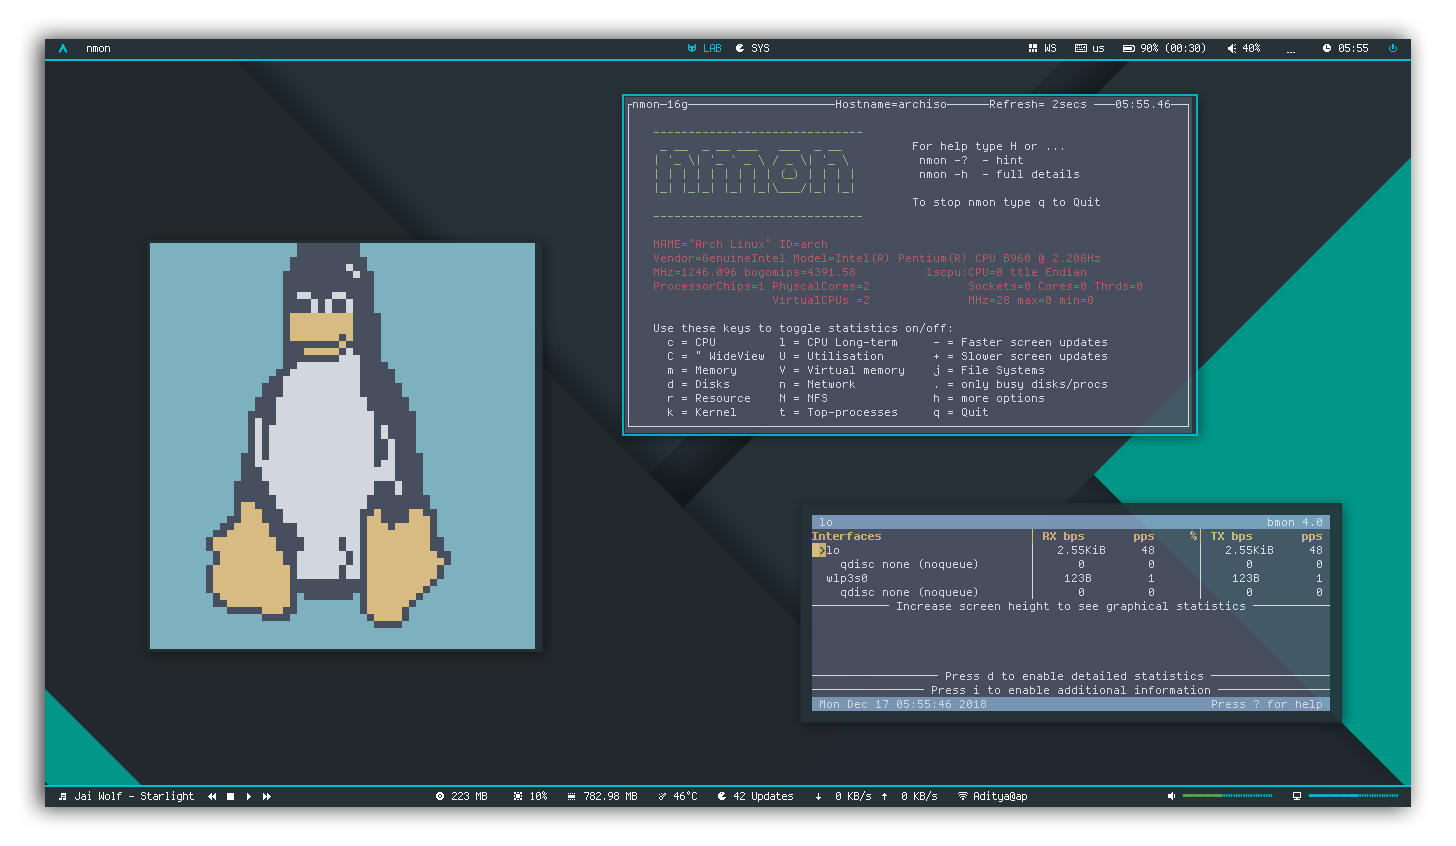 nmon
LAB SYS
WS us 90% (00:30) 40% ... 05:55
nmon-16g Hostname=archiso Refresh= 2secs 05:55.46
nmon
For help type H or ...
nmon -? - hint
nmon -h - full details
To stop nmon type q to Quit
NAME="Arch Linux" ID=arch
Vendor=GenuineIntel Model=Intel(R) Pentium(R) CPU B960 @ 2.20GHz
MHz=1246.096 bogomips=4391.58 lscpu:CPU=0 ttle Endian
ProcessorChips=1 PhyscalCores=2 Sockets=0 Cores=0 Thrds=0
VirtualCPUs =2 MHz=28 max=0 min=0
Use these keys to toggle statistics on/off:
c = CPU l = CPU Long-term - = Faster screen updates
C = " WideView U = Utilisation + = Slower screen updates
m = Memory V = Virtual memory j = File Systems
d = Disks n = Network . = only busy disks/procs
r = Resource N = NFS h = more options
k = Kernel t = Top-processes q = Quit
lo bmon 4.0
Interfaces RX bps pps % TX bps pps
>lo 2.55KiB 48 2.55KiB 48
qdisc none (noqueue) 0 0 0 0
wlp3s0 123B 1 123B 1
qdisc none (noqueue) 0 0 0 0
Increase screen height to see graphical statistics
Press d to enable detailed statistics
Press i to enable additional information
Mon Dec 17 05:55:46 2018 Press ? for help
Jai Wolf - Starlight 223 MB 10% 782.98 MB 46°C 42 Updates ↓ 0 KB/s ↑ 0 KB/s Aditya@ap